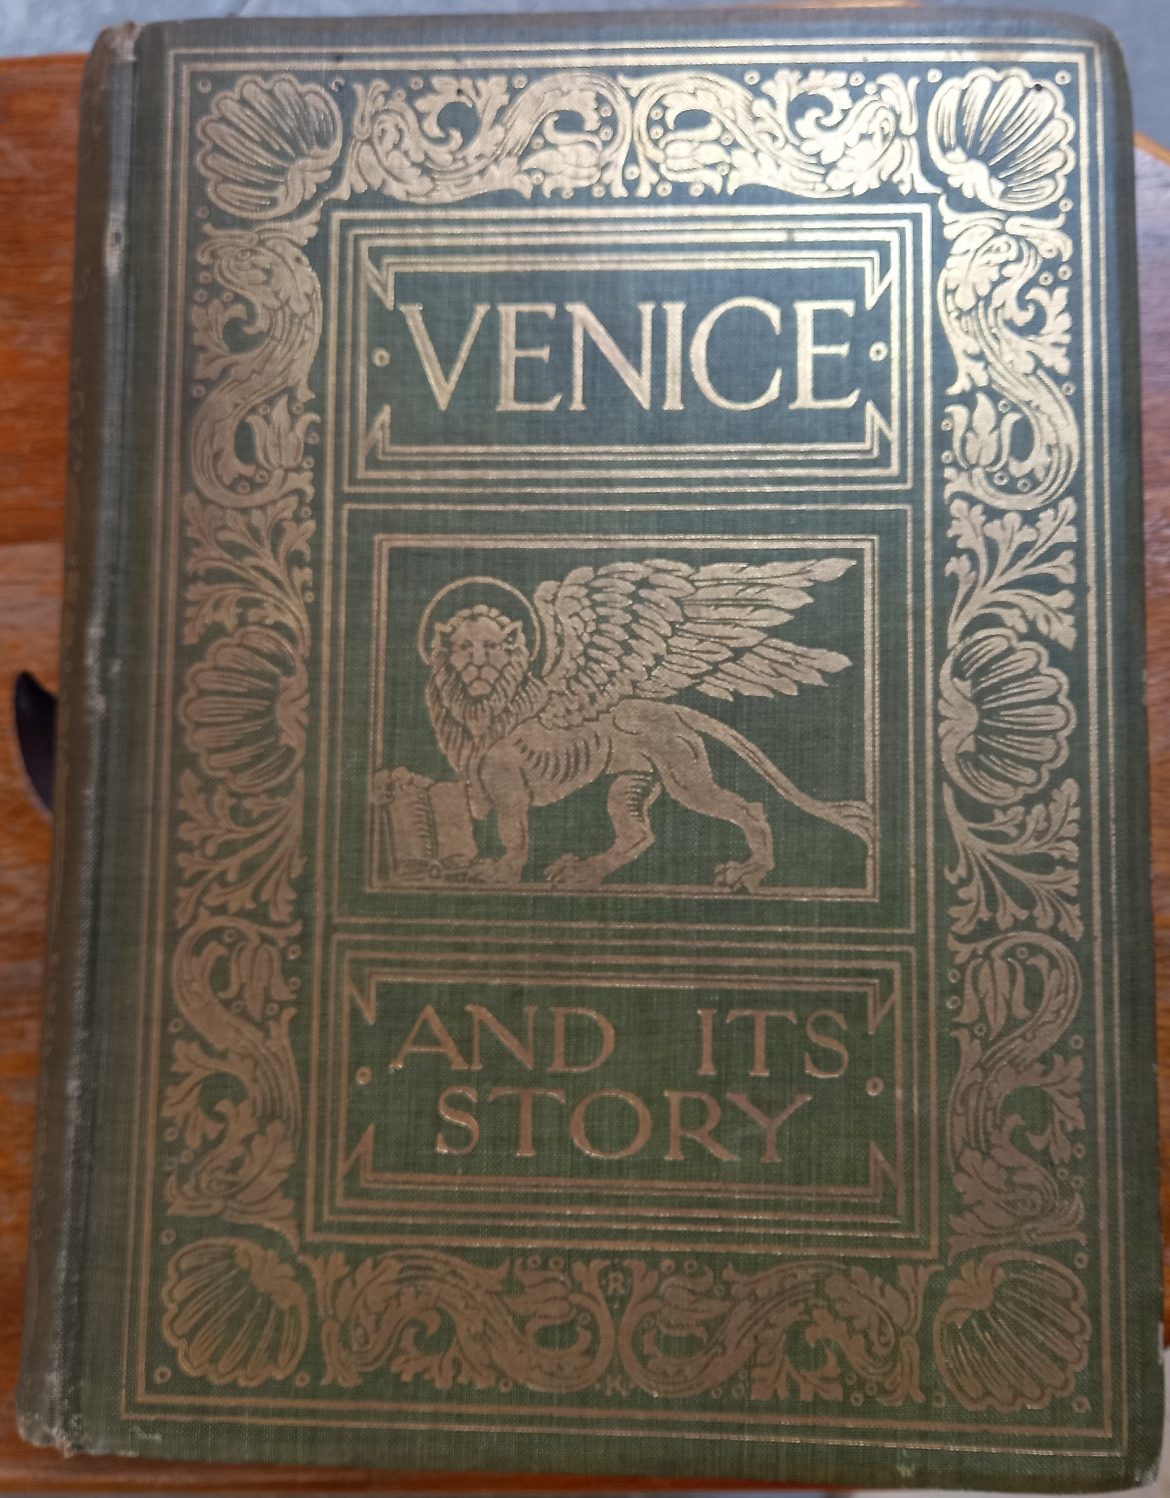 VENICE
AND ITS
STORY
R
K